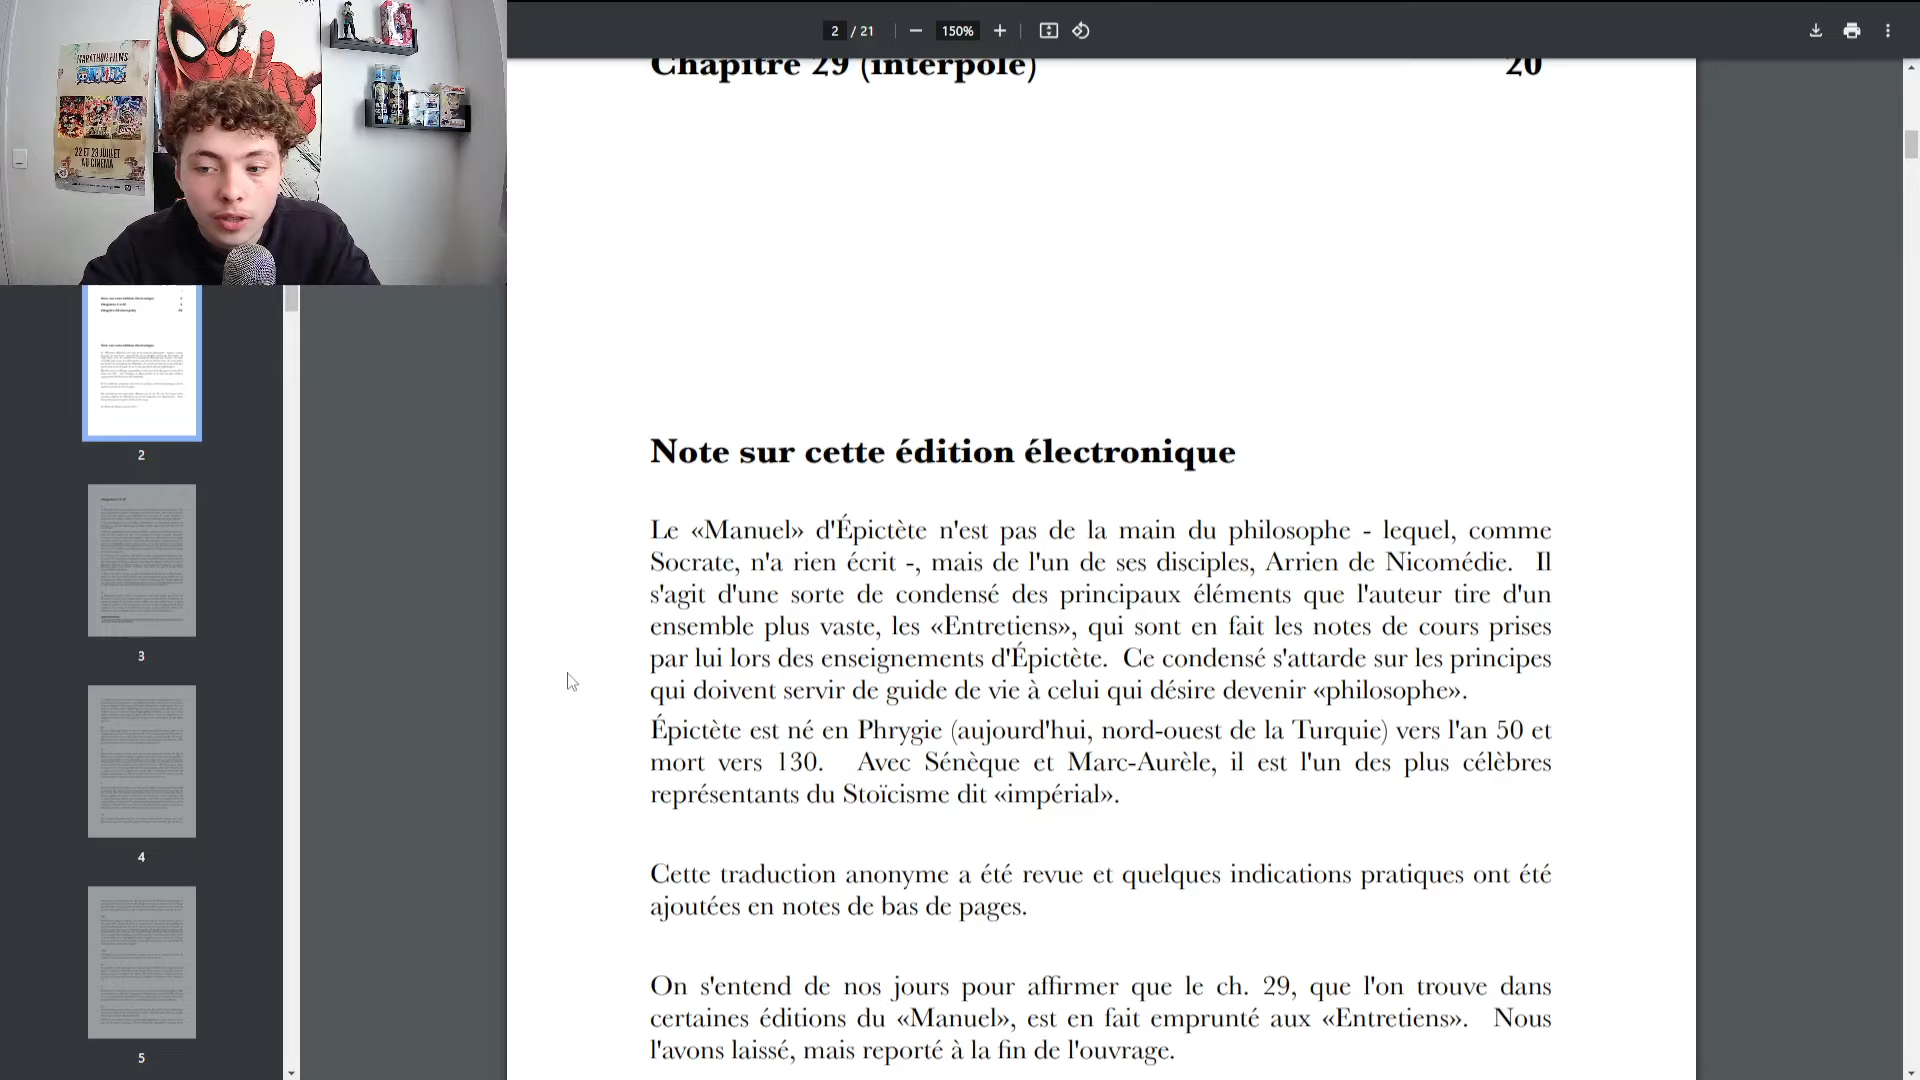 MARATHON FILMS
ONE PIECE
22 ET 23 JUILLET
AU CINEMA
2 / 21
150%
Chapitre 29 (interpolé)
20
Note sur cette édition électronique
Le «Manuel» d'Épictète n'est pas de la main du philosophe - lequel, comme
Socrate, n'a rien écrit -, mais de l'un de ses disciples, Arrien de Nicomédie. Il
s'agit d'une sorte de condensé des principaux éléments que l'auteur tire d'un
ensemble plus vaste, les «Entretiens», qui sont en fait les notes de cours prises
par lui lors des enseignements d'Épictète. Ce condensé s'attarde sur les principes
qui doivent servir de guide de vie à celui qui désire devenir «philosophe».
Épictète est né en Phrygie (aujourd'hui, nord-ouest de la Turquie) vers l'an 50 et
mort vers 130. Avec Sénèque et Marc-Aurèle, il est l'un des plus célèbres
représentants du Stoïcisme dit «impérial».
Cette traduction anonyme a été revue et quelques indications pratiques ont été
ajoutées en notes de bas de pages.
On s'entend de nos jours pour affirmer que le ch. 29, que l'on trouve dans
certaines éditions du «Manuel», est en fait emprunté aux «Entretiens». Nous
l'avons laissé, mais reporté à la fin de l'ouvrage.
2
3
4
5